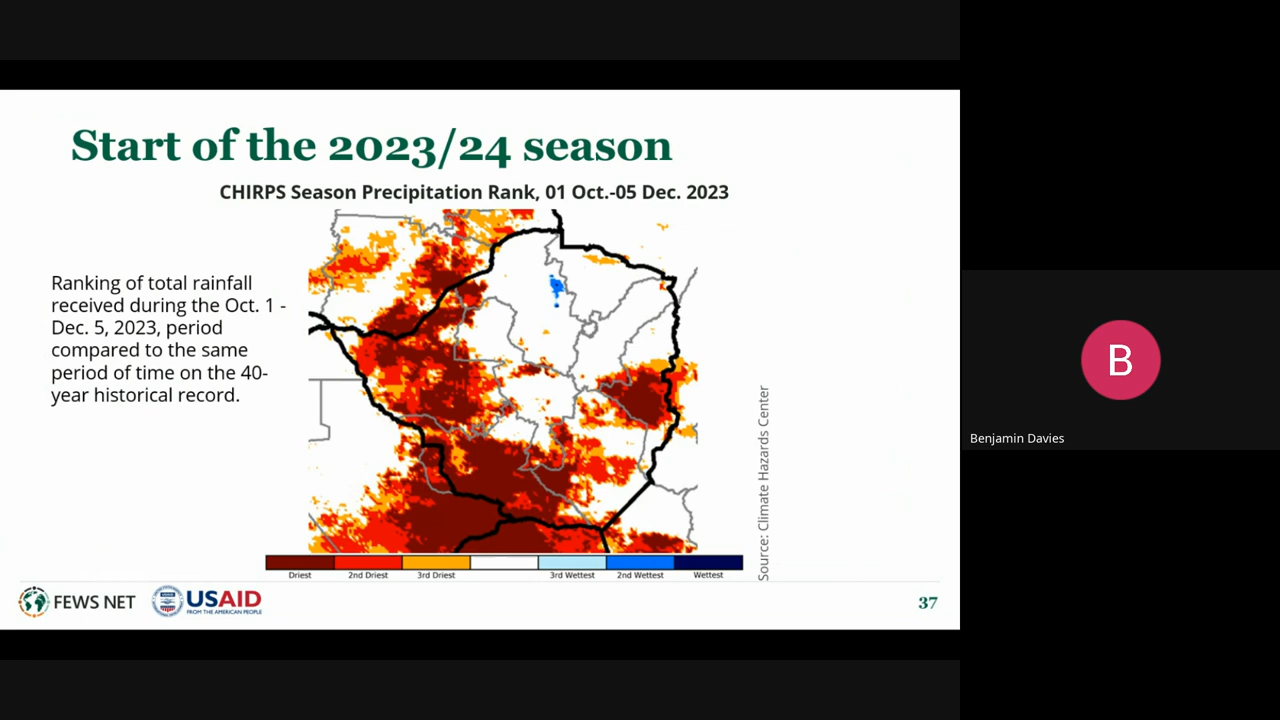 Start of the 2023/24 season
CHIRPS Season Precipitation Rank, 01 Oct.-05 Dec. 2023
Ranking of total rainfall
received during the Oct. 1 -
Dec. 5, 2023, period
compared to the same
period of time on the 40-
year historical record.
Source: Climate Hazards Center
Driest 2nd Driest 3rd Driest 3rd Wettest 2nd Wettest Wettest
FEWS NET
USAID
FROM THE AMERICAN PEOPLE
37
B
Benjamin Davies